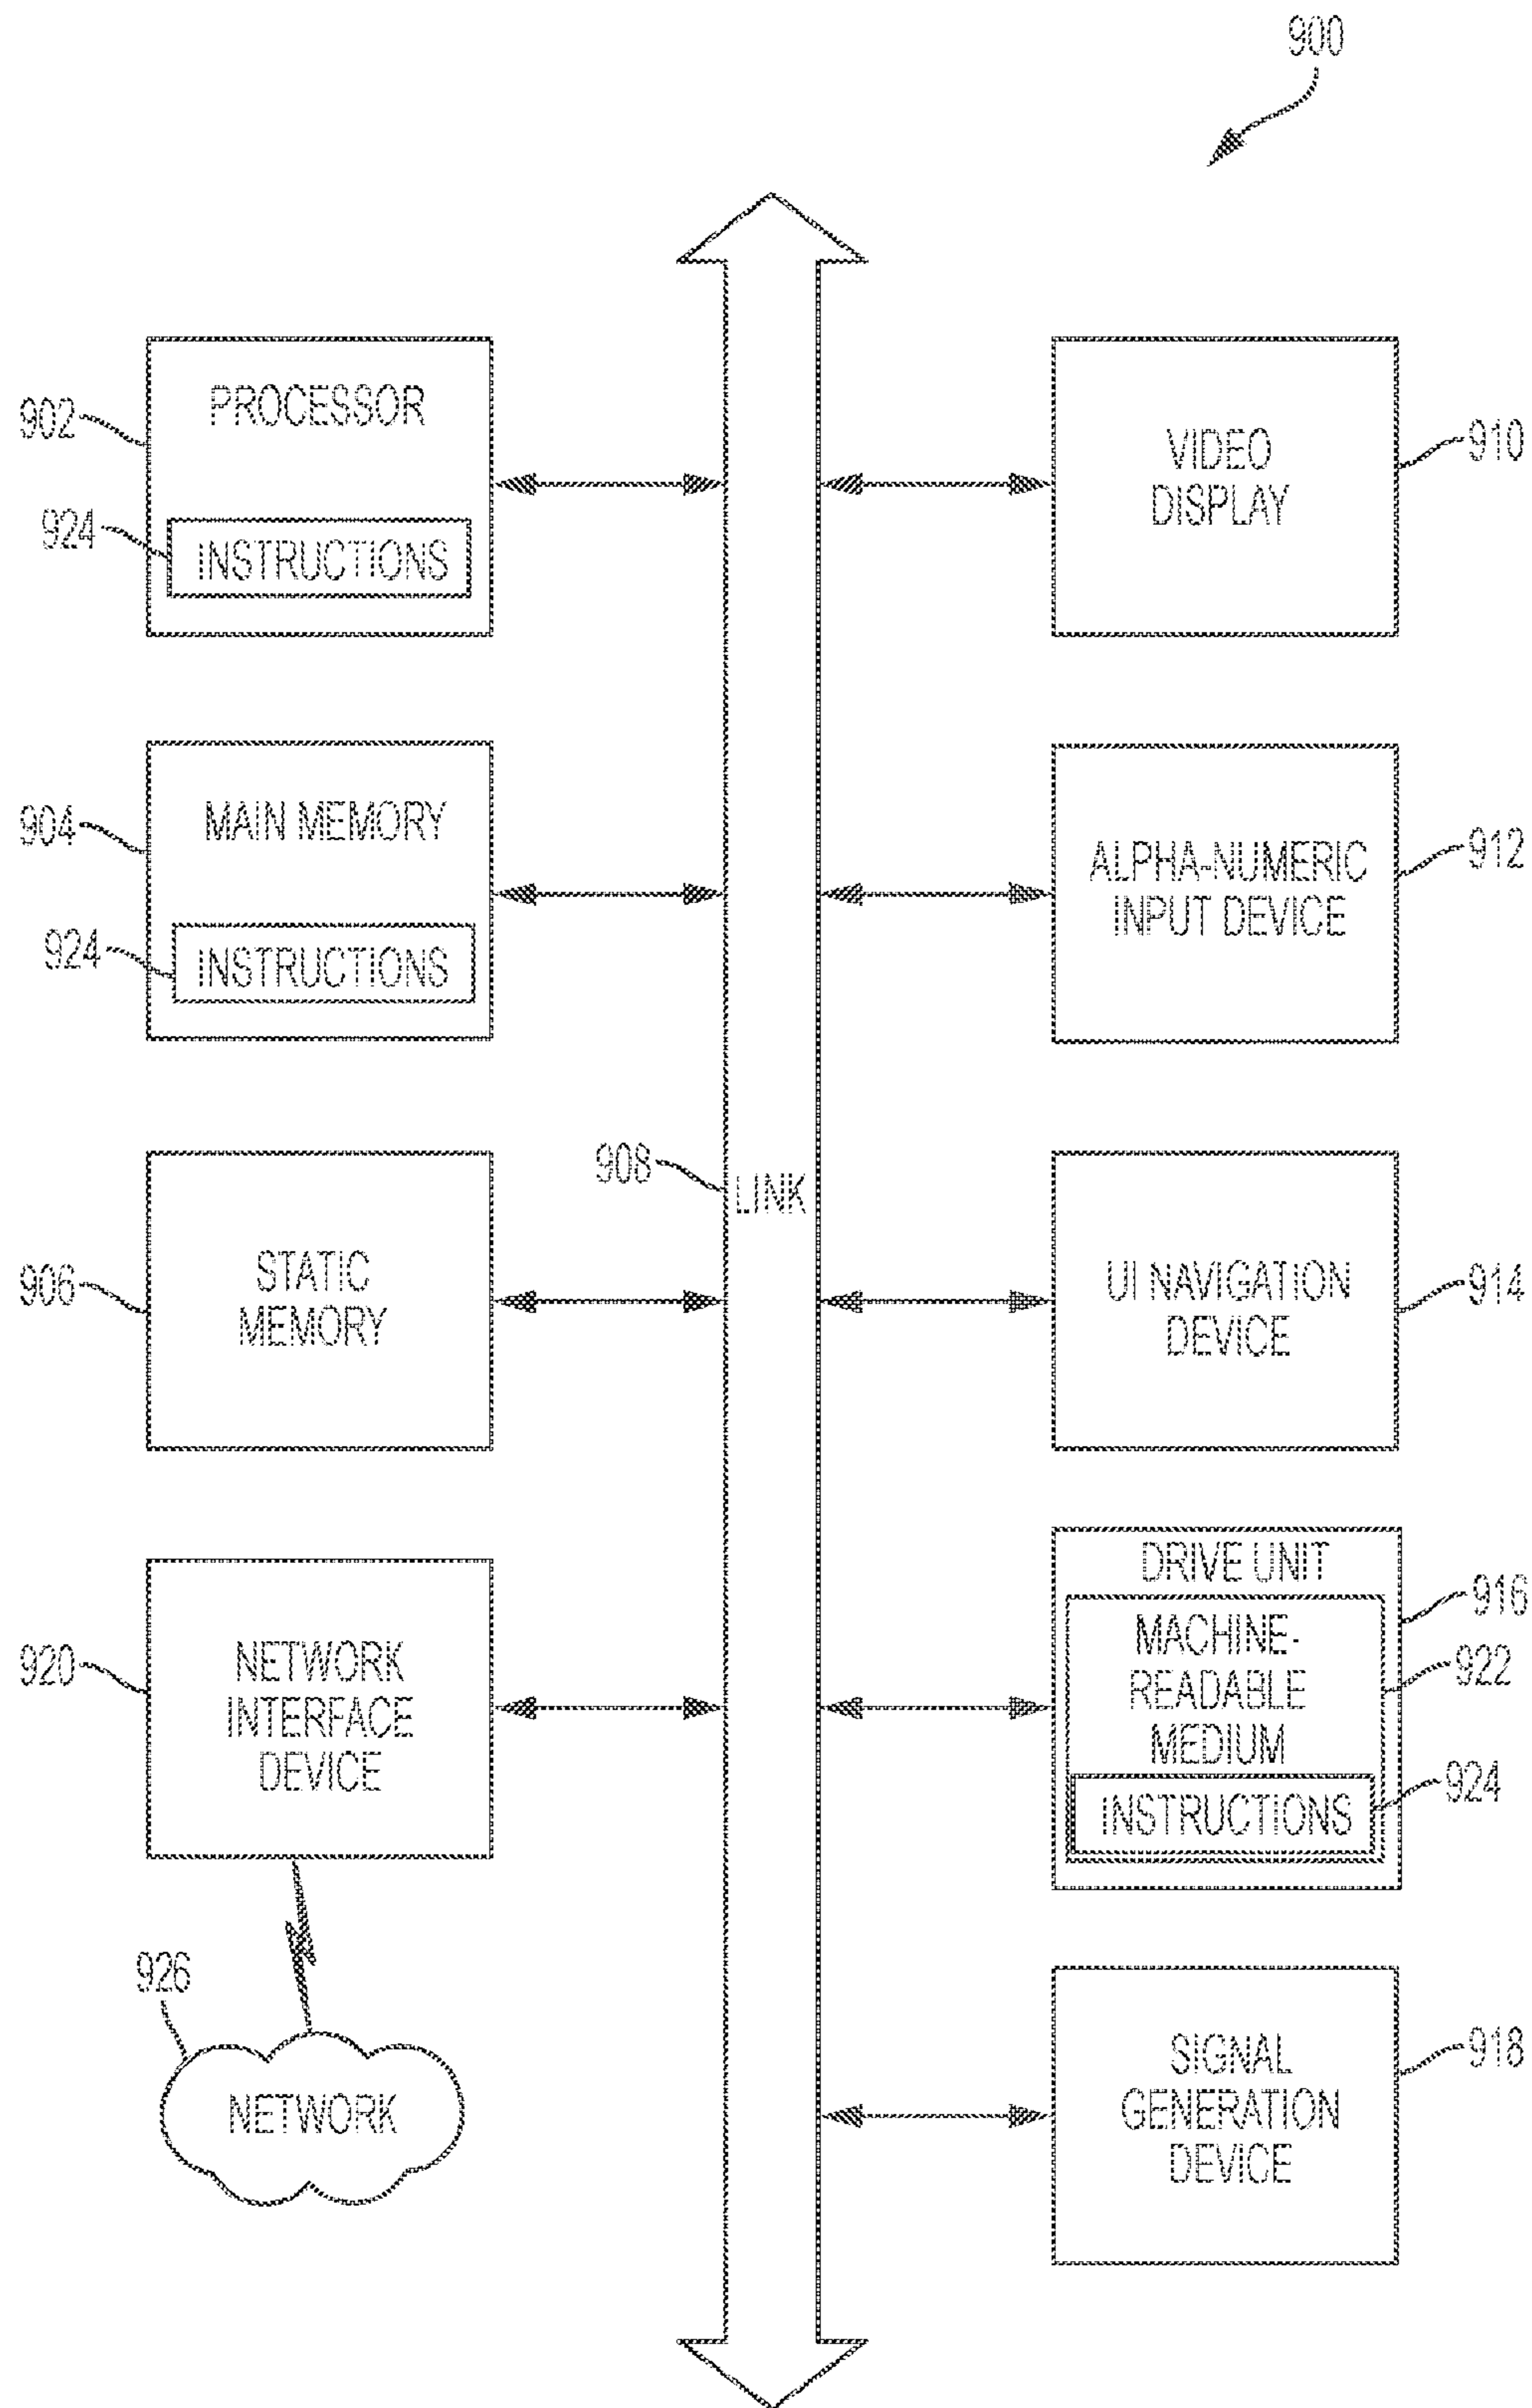 900
902
PROCESSOR
924
INSTRUCTIONS
904
MAIN MEMORY
924
INSTRUCTIONS
906
STATIC
MEMORY
920
NETWORK
INTERFACE
DEVICE
926
NETWORK
908
LINK
VIDEO
DISPLAY
910
ALPHA-NUMERIC
INPUT DEVICE
912
UI NAVIGATION
DEVICE
914
DRIVE UNIT
916
MACHINE-
READABLE
MEDIUM
922
INSTRUCTIONS
924
SIGNAL
GENERATION
DEVICE
918